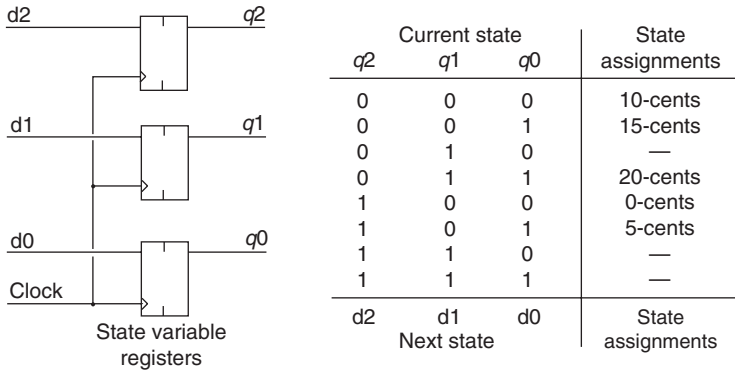 d2 q2
d1 q1
d0 q0
Clock
State variable
registers
Current state State
q2 q1 q0 assignments
0 0 0 10-cents
0 0 1 15-cents
0 1 0 —
0 1 1 20-cents
1 0 0 0-cents
1 0 1 5-cents
1 1 0 —
1 1 1 —
d2 d1 d0 State
Next state assignments